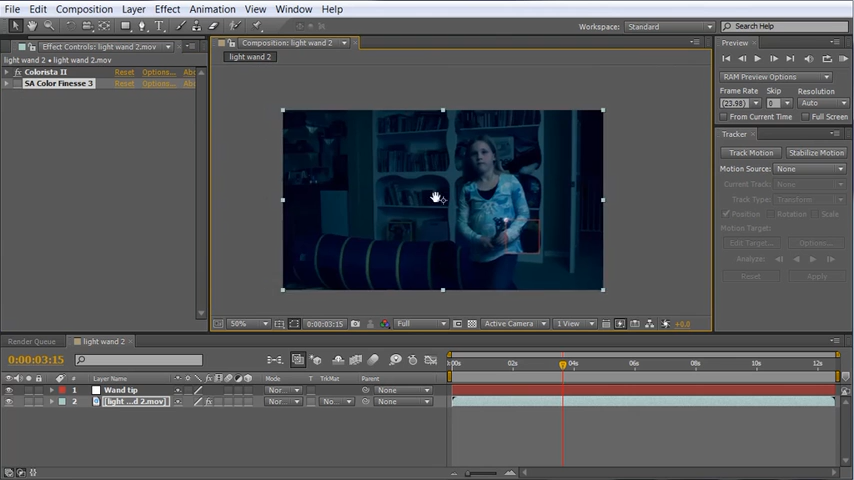 File Edit Composition Layer Effect Animation View Window Help
Workspace: Standard Search Help
Effect Controls: light wand 2.mov
Composition: light wand 2
Preview
light wand 2 • light wand 2.mov
light wand 2
Colorista II Reset Options...
SA Color Finesse 3 Reset Options...
RAM Preview Options
Frame Rate Skip Resolution
(23.98) 0 Auto
From Current Time Full Screen
Tracker
Track Motion Stabilize Motion
Motion Source: None
Current Track: None
Track Type: Transform
Position Rotation Scale
Motion Target:
Edit Target... Options...
Analyze:
Reset Apply
50% 0:00:03:15 Full Active Camera 1 View +0.0
Render Queue light wand 2
0:00:03:15
:00s 02s 04s 06s 08s 10s 12s
# Layer Name Mode T TrkMat Parent
1 Wand tip Nor... None
2 [light ...d 2.mov] Nor... No... None